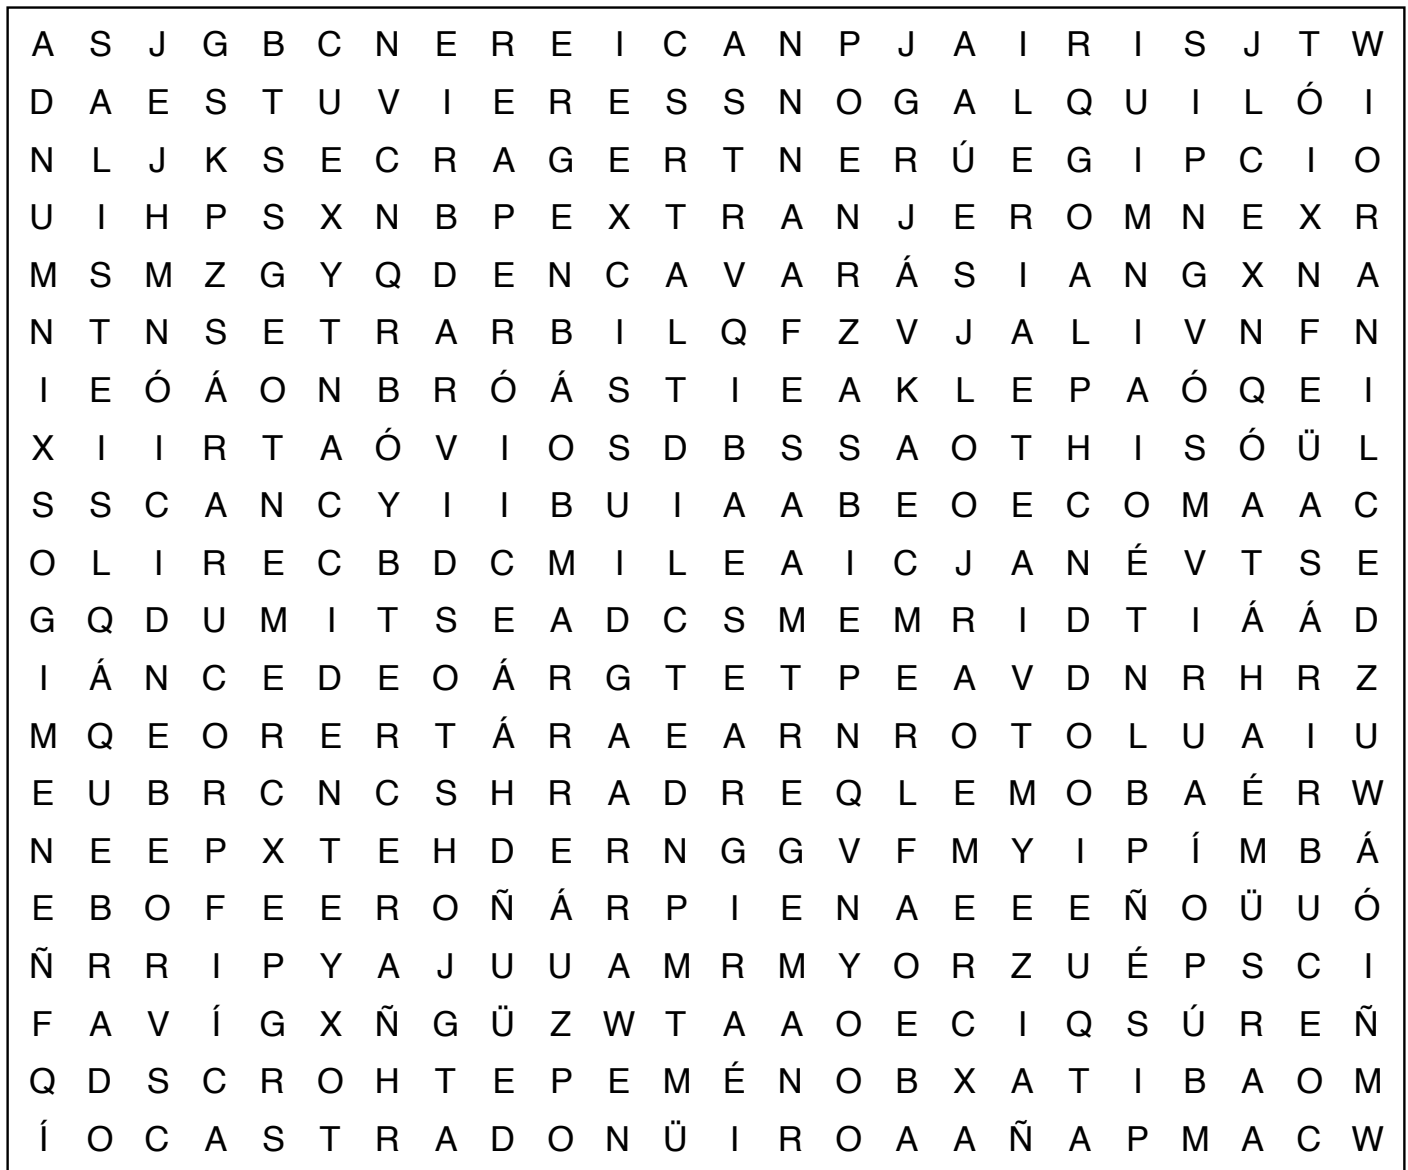 A S J G B C N E R E I C A N P J A I R I S J T W
D A E S T U V I E R E S S N O G A L Q U I L Ó I
N L J K S E C R A G E R T N E R Ú E G I P C I O
U I H P S X N B P E X T R A N J E R O M N E X R
M S M Z G Y Q D E N C A V A R Á S I A N G X N A
N T N S E T R A R B I L Q F Z V J A L I V N F N
I E Ó Á O N B R Ó Á S T I E A K L E P A Ó Q E I
X I I R T A Ó V I O S D B S S A O T H I S Ó Ü L
S S C A N C Y I I B U I A A B E O E C O M A A C
O L I R E C B D C M I L E A I C J A N É V T S E
G Q D U M I T S E A D C S M E M R I D T I Á Á D
I Á N C E D E O Á R G T E T P E A V D N R H R Z
M Q E O R E R T Á R A E A R N R O T O L U A I U
E U B R C N C S H R A D R E Q L E M O B A É R W
N E E P X T E H D E R N G G V F M Y I P Í M B Á
E B O F E E R O Ñ Á R P I E N A E E E Ñ O Ü U Ó
Ñ R R I P Y A J U U A M R M Y O R Z U É P S C I
F A V Í G X Ñ G Ü Z W T A A O E C I Q S Ú R E Ñ
Q D S C R O H T E P E M É N O B X A T I B A O M
Í O C A S T R A D O N Ü I R O A A Ñ A P M A C W